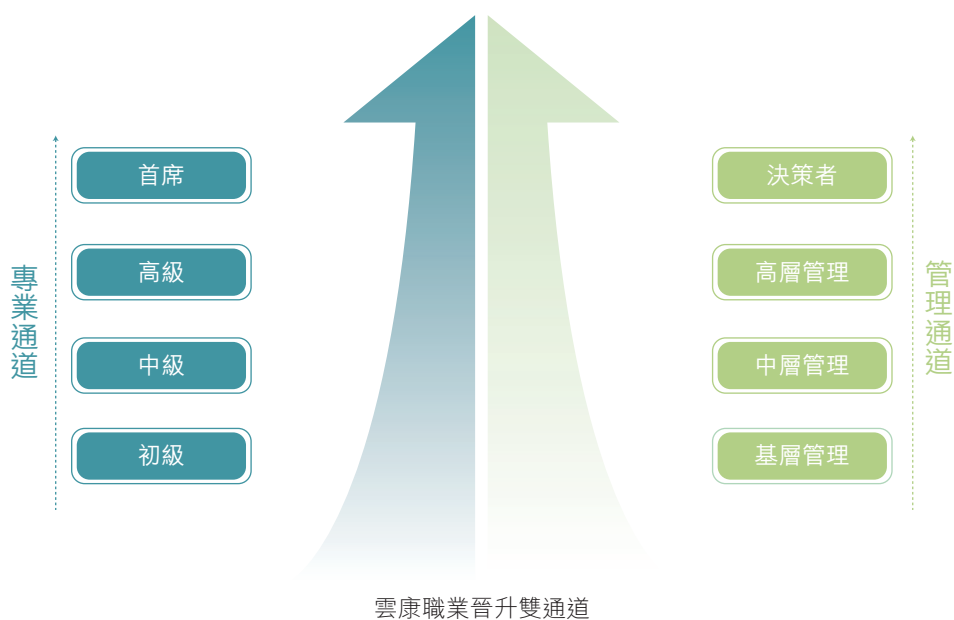 專業通道
首席
高級
中級
初級
決策者
高層管理
中層管理
基層管理
管理通道
雲康職業晉升雙通道